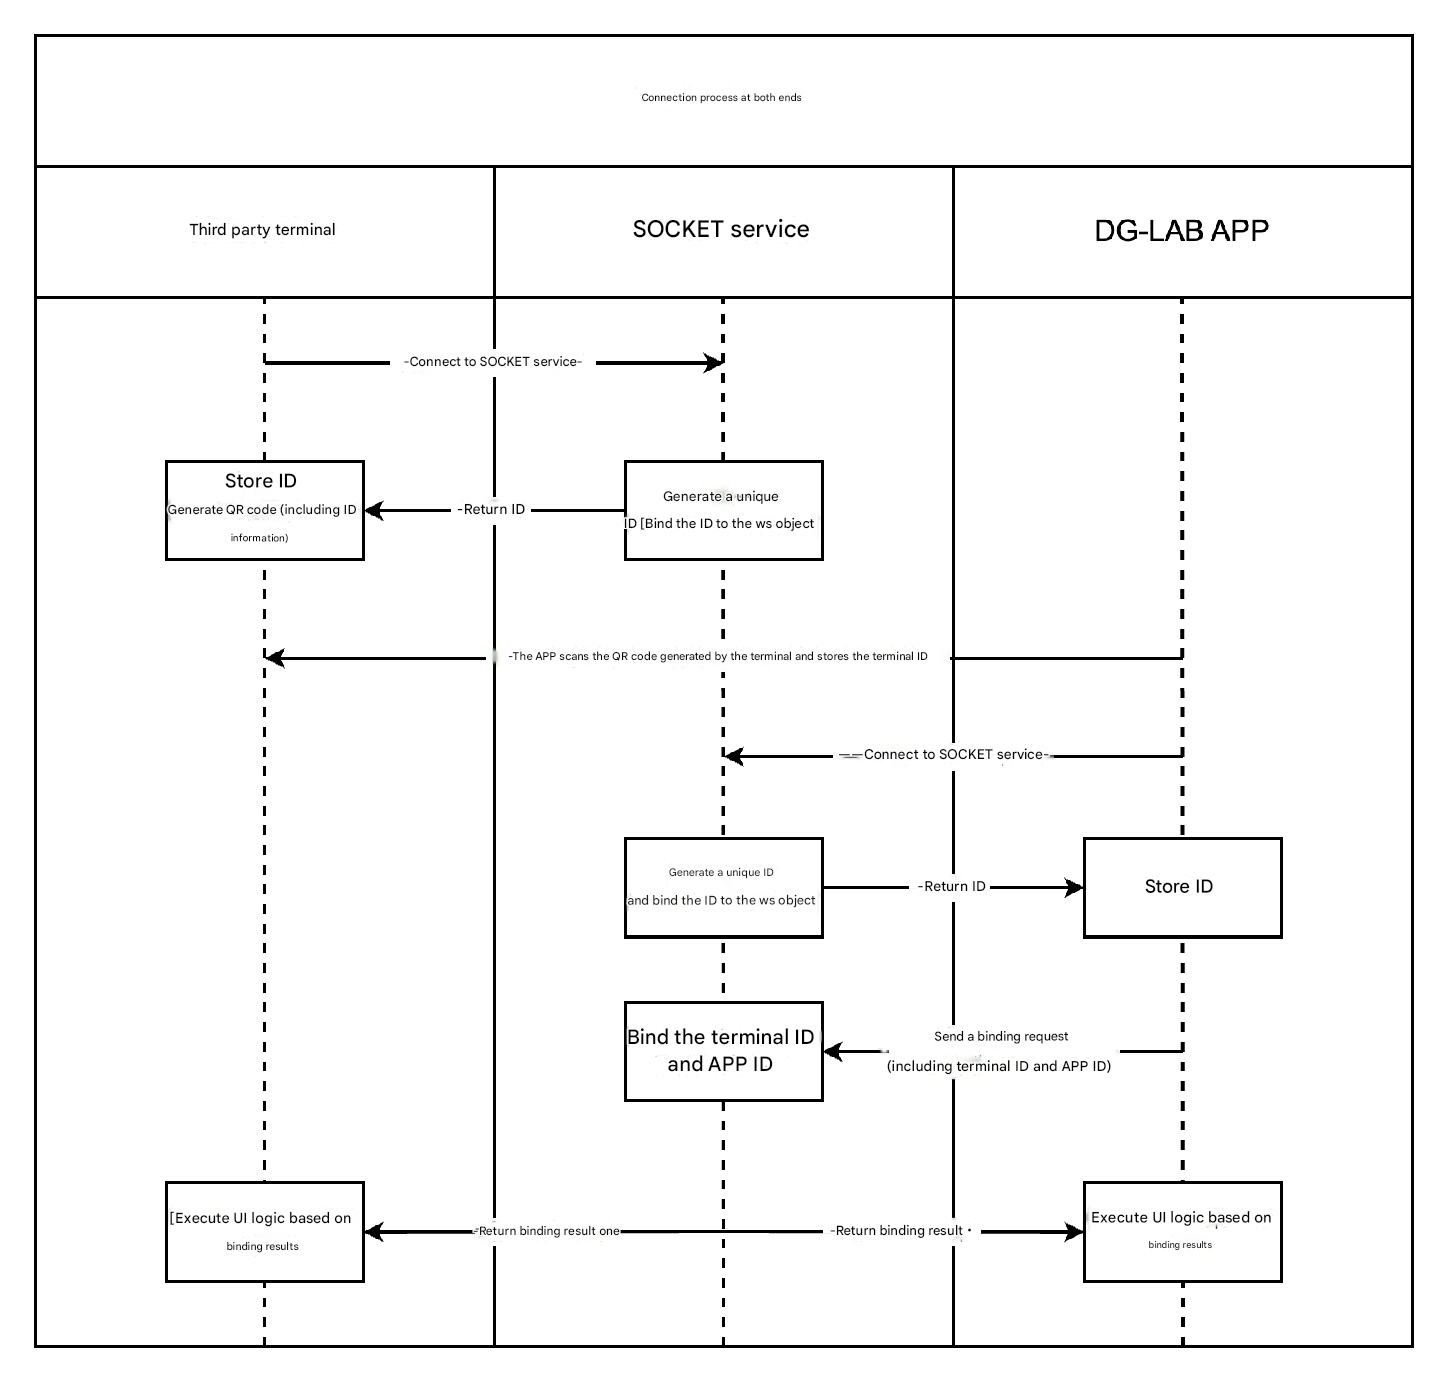 Connection process at both ends
Third party terminal
SOCKET service
DG-LAB APP
-Connect to SOCKET service-
Store ID
Generate QR code (including ID
information)
-Return ID
Generate a unique
ID [Bind the ID to the ws object
-The APP scans the QR code generated by the terminal and stores the terminal ID
——Connect to SOCKET service-
Generate a unique ID
and bind the ID to the ws object
-Return ID
Store ID
Bind the terminal ID
and APP ID
Send a binding request
(including terminal ID and APP ID)
[Execute UI logic based on
binding results
-Return binding result one
-Return binding result ·
Execute UI logic based on
binding results